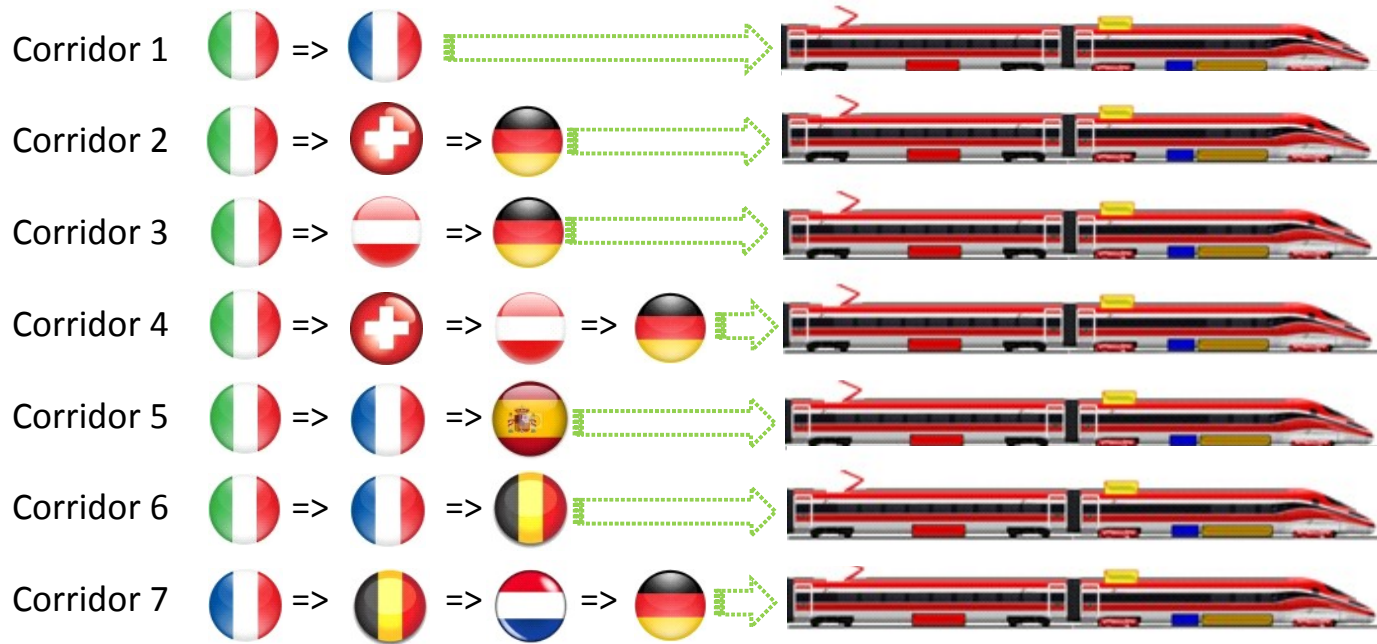 Corridor 1 => 
Corridor 2 => =>
Corridor 3 => =>
Corridor 4 => => =>
Corridor 5 => =>
Corridor 6 => =>
Corridor 7 => => =>